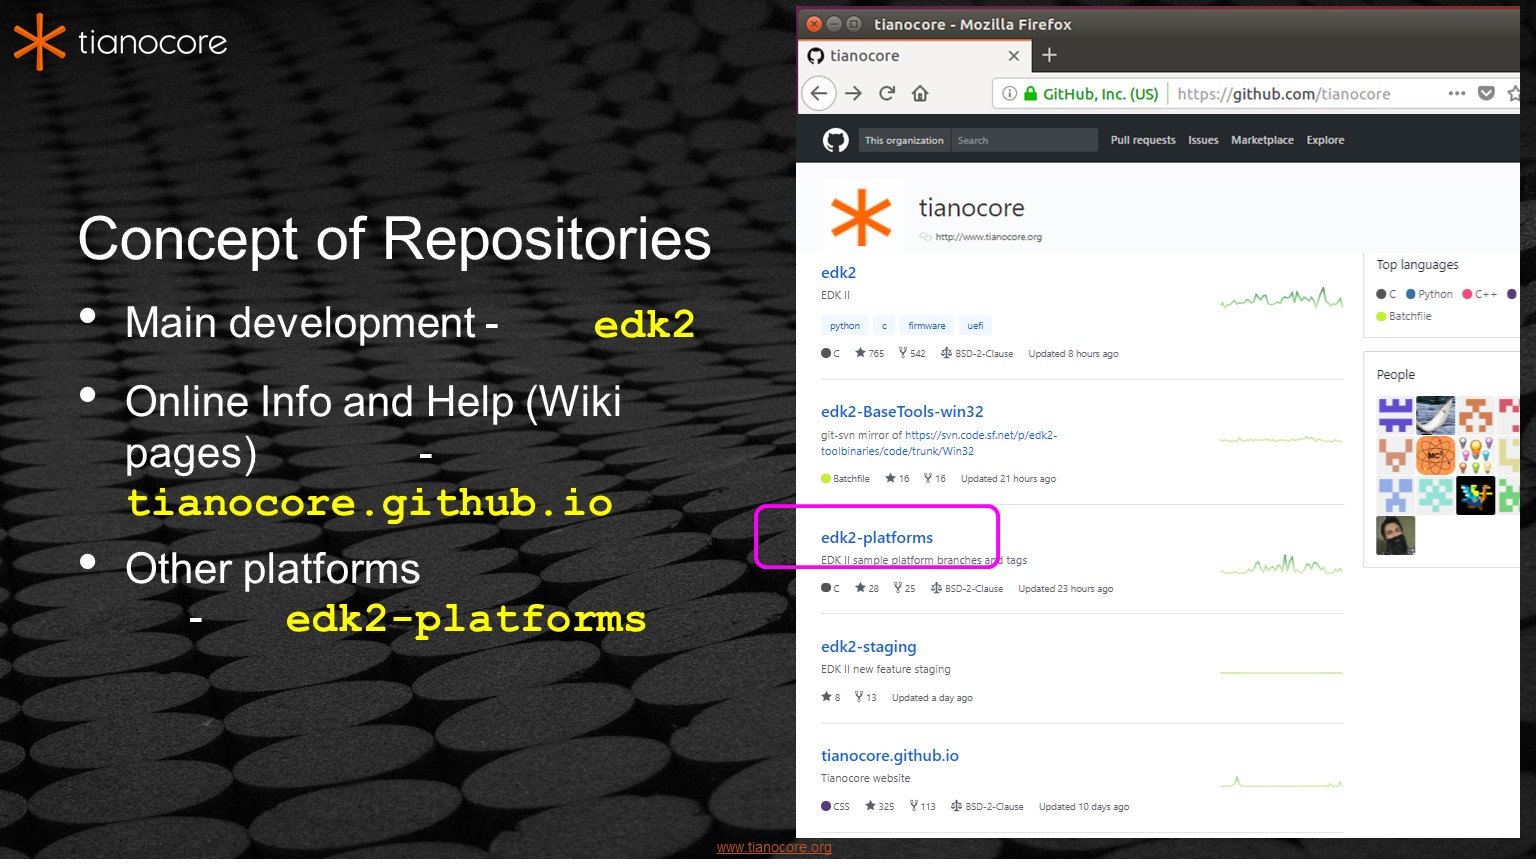 tianocore
Concept of Repositories
• Main development - edk2
• Online Info and Help (Wiki
pages) -
tianocore.github.io
• Other platforms
- edk2-platforms
tianocore - Mozilla Firefox
tianocore
GitHub, Inc. (US) https://github.com/tianocore
This organization Search Pull requests Issues Marketplace Explore
tianocore
http://www.tianocore.org
edk2
EDK II
python c firmware uefi
C 765 542 BSD-2-Clause Updated 8 hours ago
edk2-BaseTools-win32
git-svn mirror of https://svn.code.sf.net/p/edk2-
toolbinaries/code/trunk/Win32
Batchfile 16 16 Updated 21 hours ago
edk2-platforms
EDK II sample platform branches and tags
C 28 25 BSD-2-Clause Updated 23 hours ago
edk2-staging
EDK II new feature staging
8 13 Updated a day ago
tianocore.github.io
Tianocore website
CSS 325 113 BSD-2-Clause Updated 10 days ago
Top languages
C Python C++
Batchfile
People
MC²
www.tianocore.org